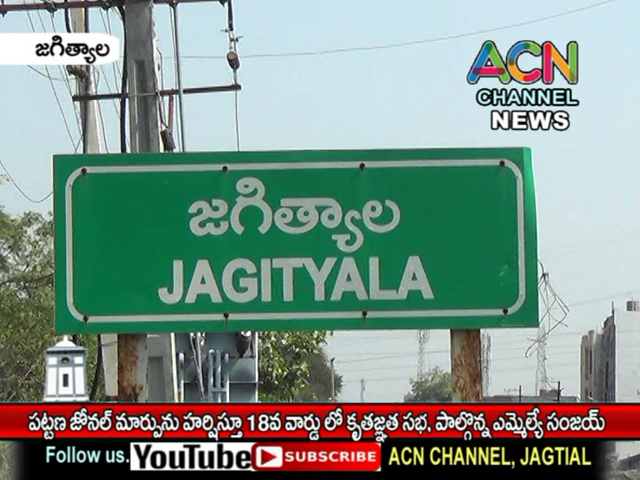 జగిత్యాల
ACN
CHANNEL
NEWS
జగిత్యాల
JAGITYALA
పట్టణ జోనల్ మార్పును హర్షిస్తూ 18వ వార్డు లో కృతజ్ఞత సభ, పాల్గొన్న ఎమ్మెల్యే సంజయ్
Follow us. YouTube SUBSCRIBE ACN CHANNEL, JAGTIAL